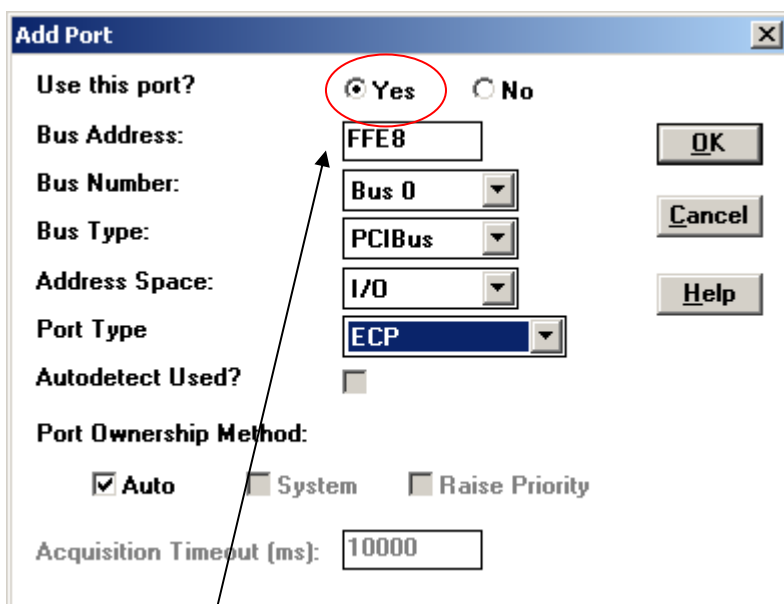 Add Port
Use this port? Yes No
Bus Address: FFE8 OK
Bus Number: Bus 0
Bus Type: PCIBus Cancel
Address Space: I/O Help
Port Type ECP
Autodetect Used?
Port Ownership Method:
Auto System Raise Priority
Acquisition Timeout (ms): 10000